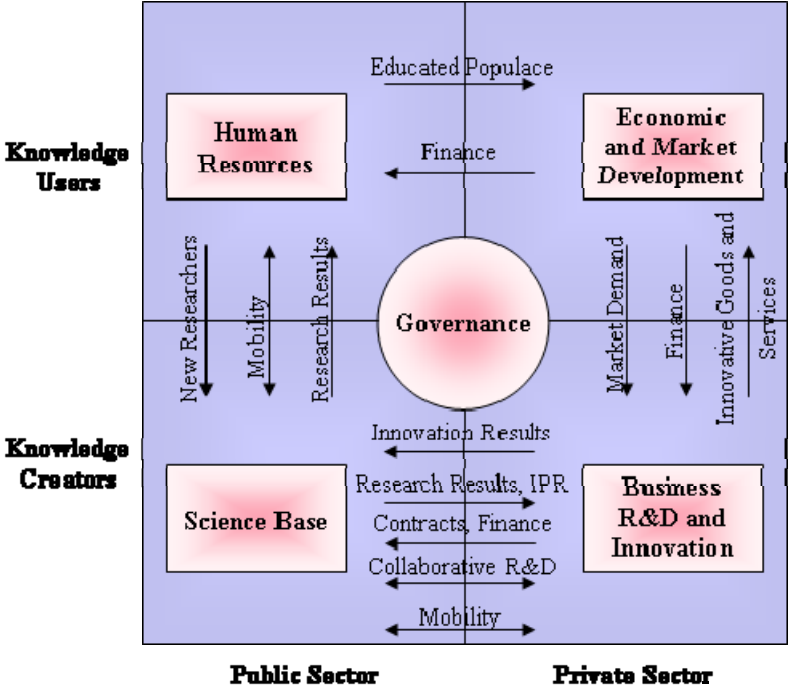 Educated Populace
Human
Resources
Economic
and Market
Development
Knowledge
Users
Finance
New Researchers
Mobility
Research Results
Governance
Market Demand
Finance
Innovative Goods and
Services
Innovation Results
Knowledge
Creators
Science Base
Research Results, IPR
Contracts, Finance
Collaborative R&D
Mobility
Business
R&D and
Innovation
Public Sector
Private Sector